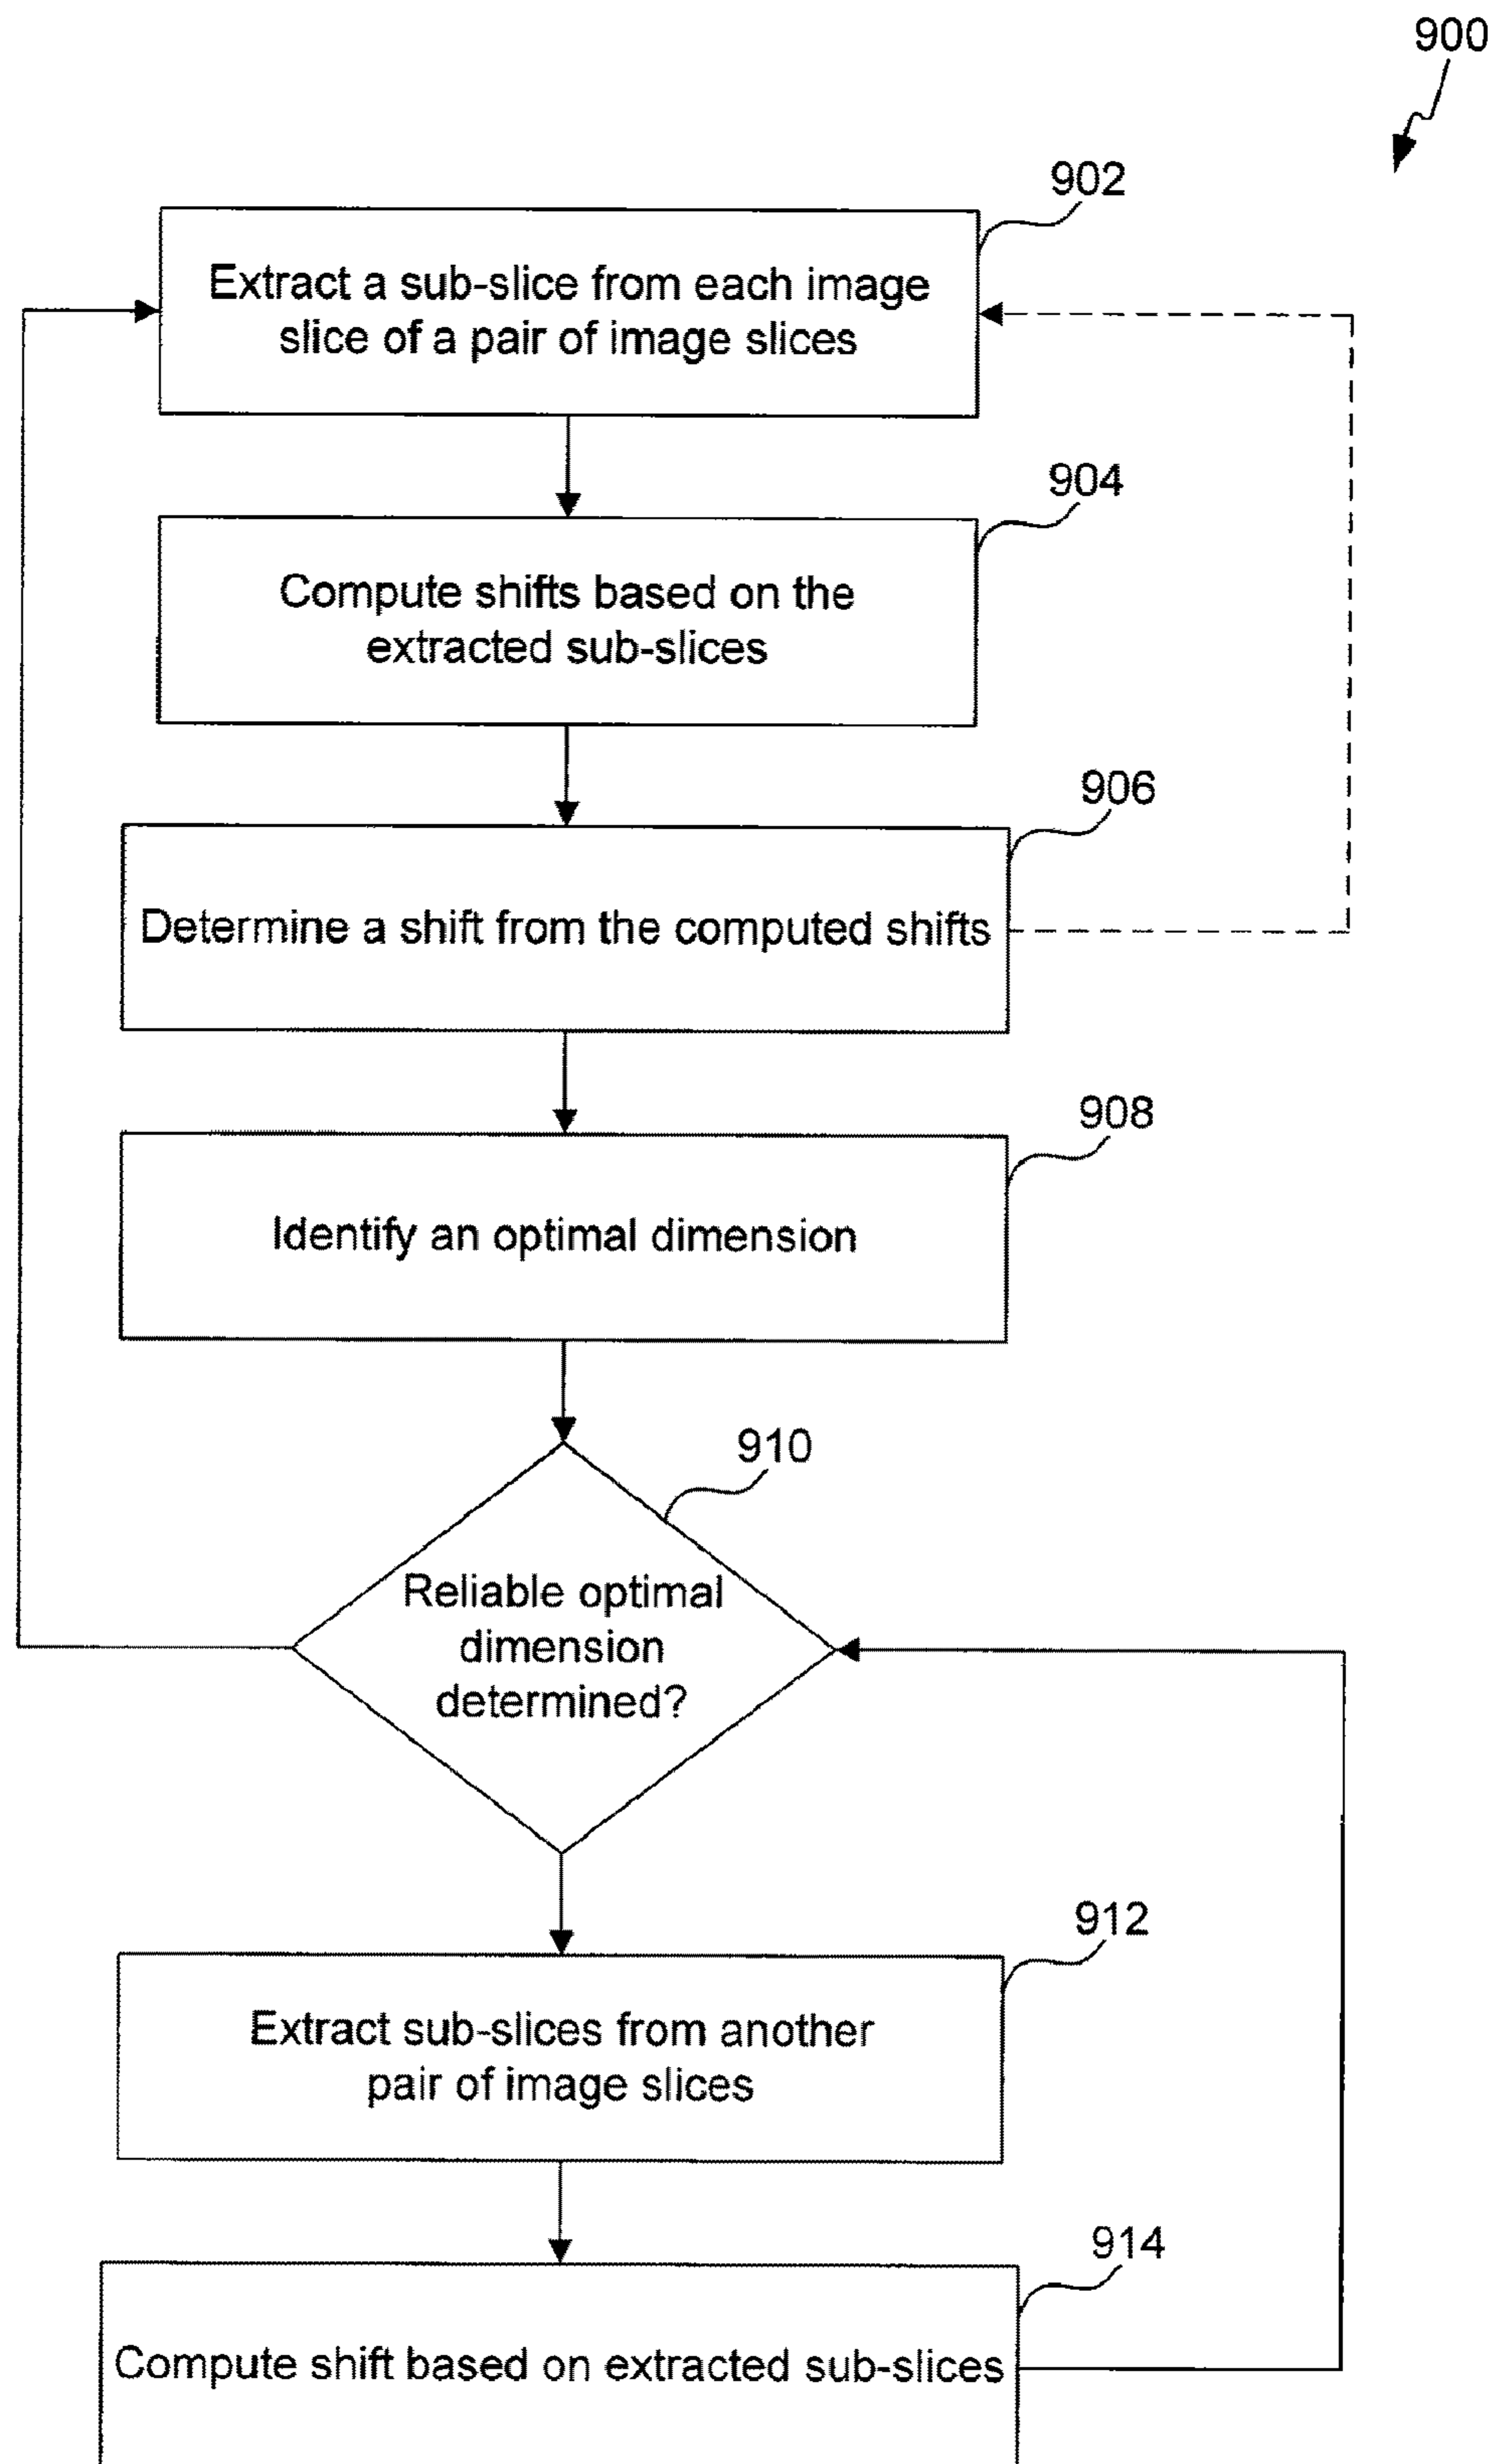 900
902
Extract a sub-slice from each image
slice of a pair of image slices
904
Compute shifts based on the
extracted sub-slices
906
Determine a shift from the computed shifts
908
Identify an optimal dimension
910
Reliable optimal
dimension
determined?
912
Extract sub-slices from another
pair of image slices
914
Compute shift based on extracted sub-slices